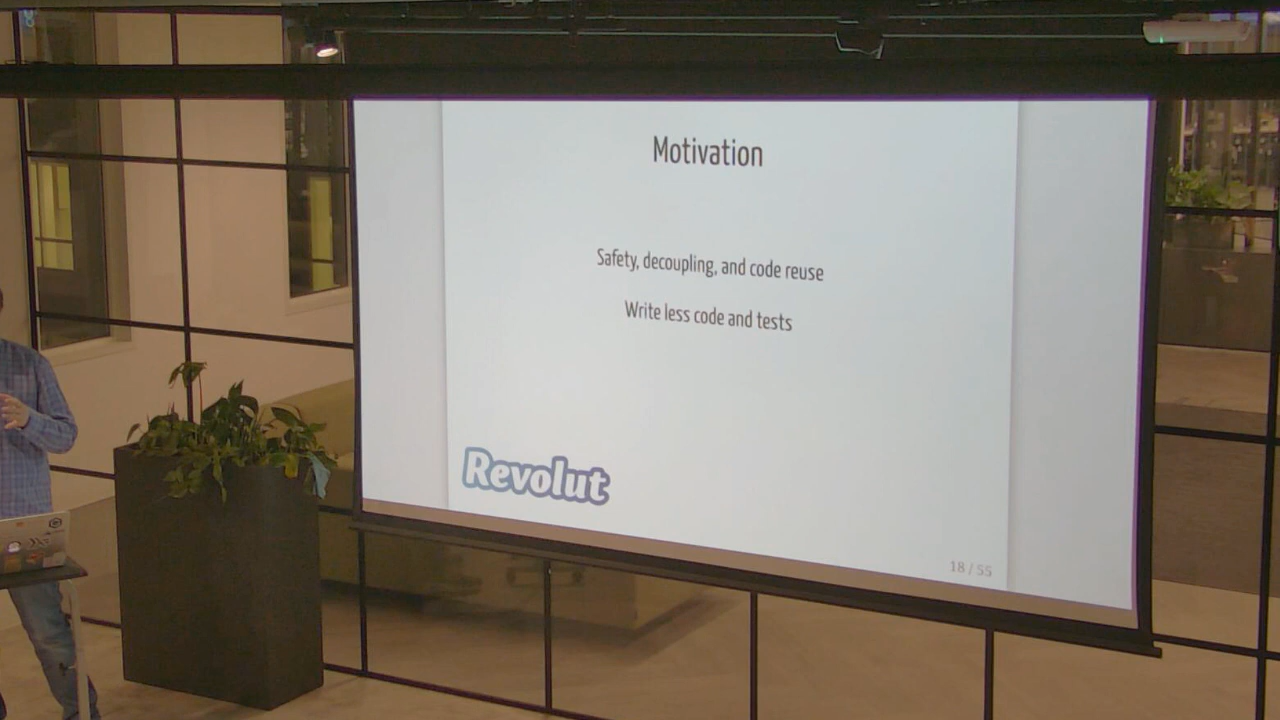 Motivation
Safety, decoupling, and code reuse
Write less code and tests
Revolut
18 / 55